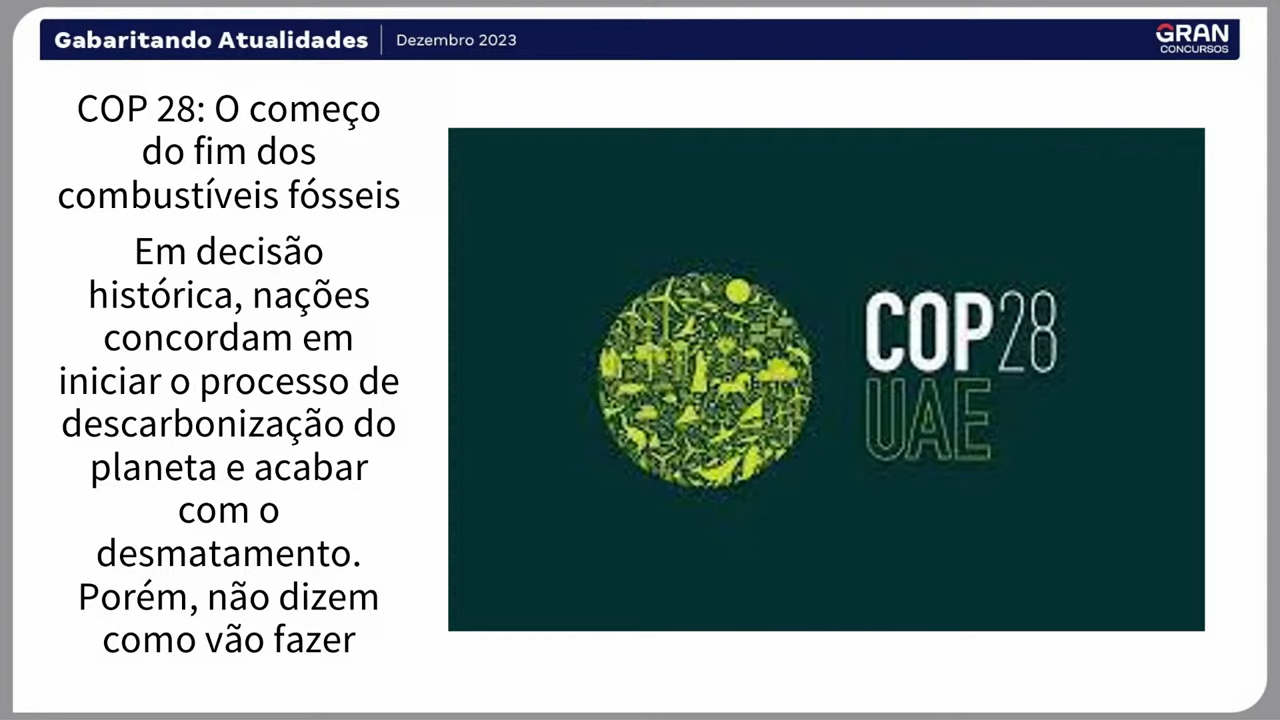 Gabaritando Atualidades
Dezembro 2023
GRAN
CONCURSOS
COP 28: O começo
do fim dos
combustíveis fósseis
Em decisão
histórica, nações
concordam em
iniciar o processo de
descarbonização do
planeta e acabar
com o
desmatamento.
Porém, não dizem
como vão fazer
COP28
UAE